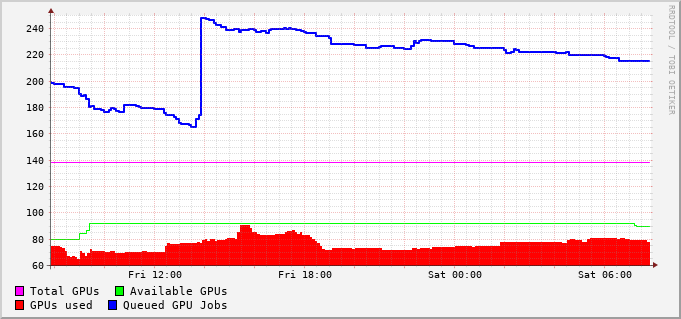 RRDTOOL / TOBI OETIKER
240
220
200
180
160
140
120
100
80
60
Fri 12:00 Fri 18:00 Sat 00:00 Sat 06:00
Total GPUs Available GPUs
GPUs used Queued GPU Jobs